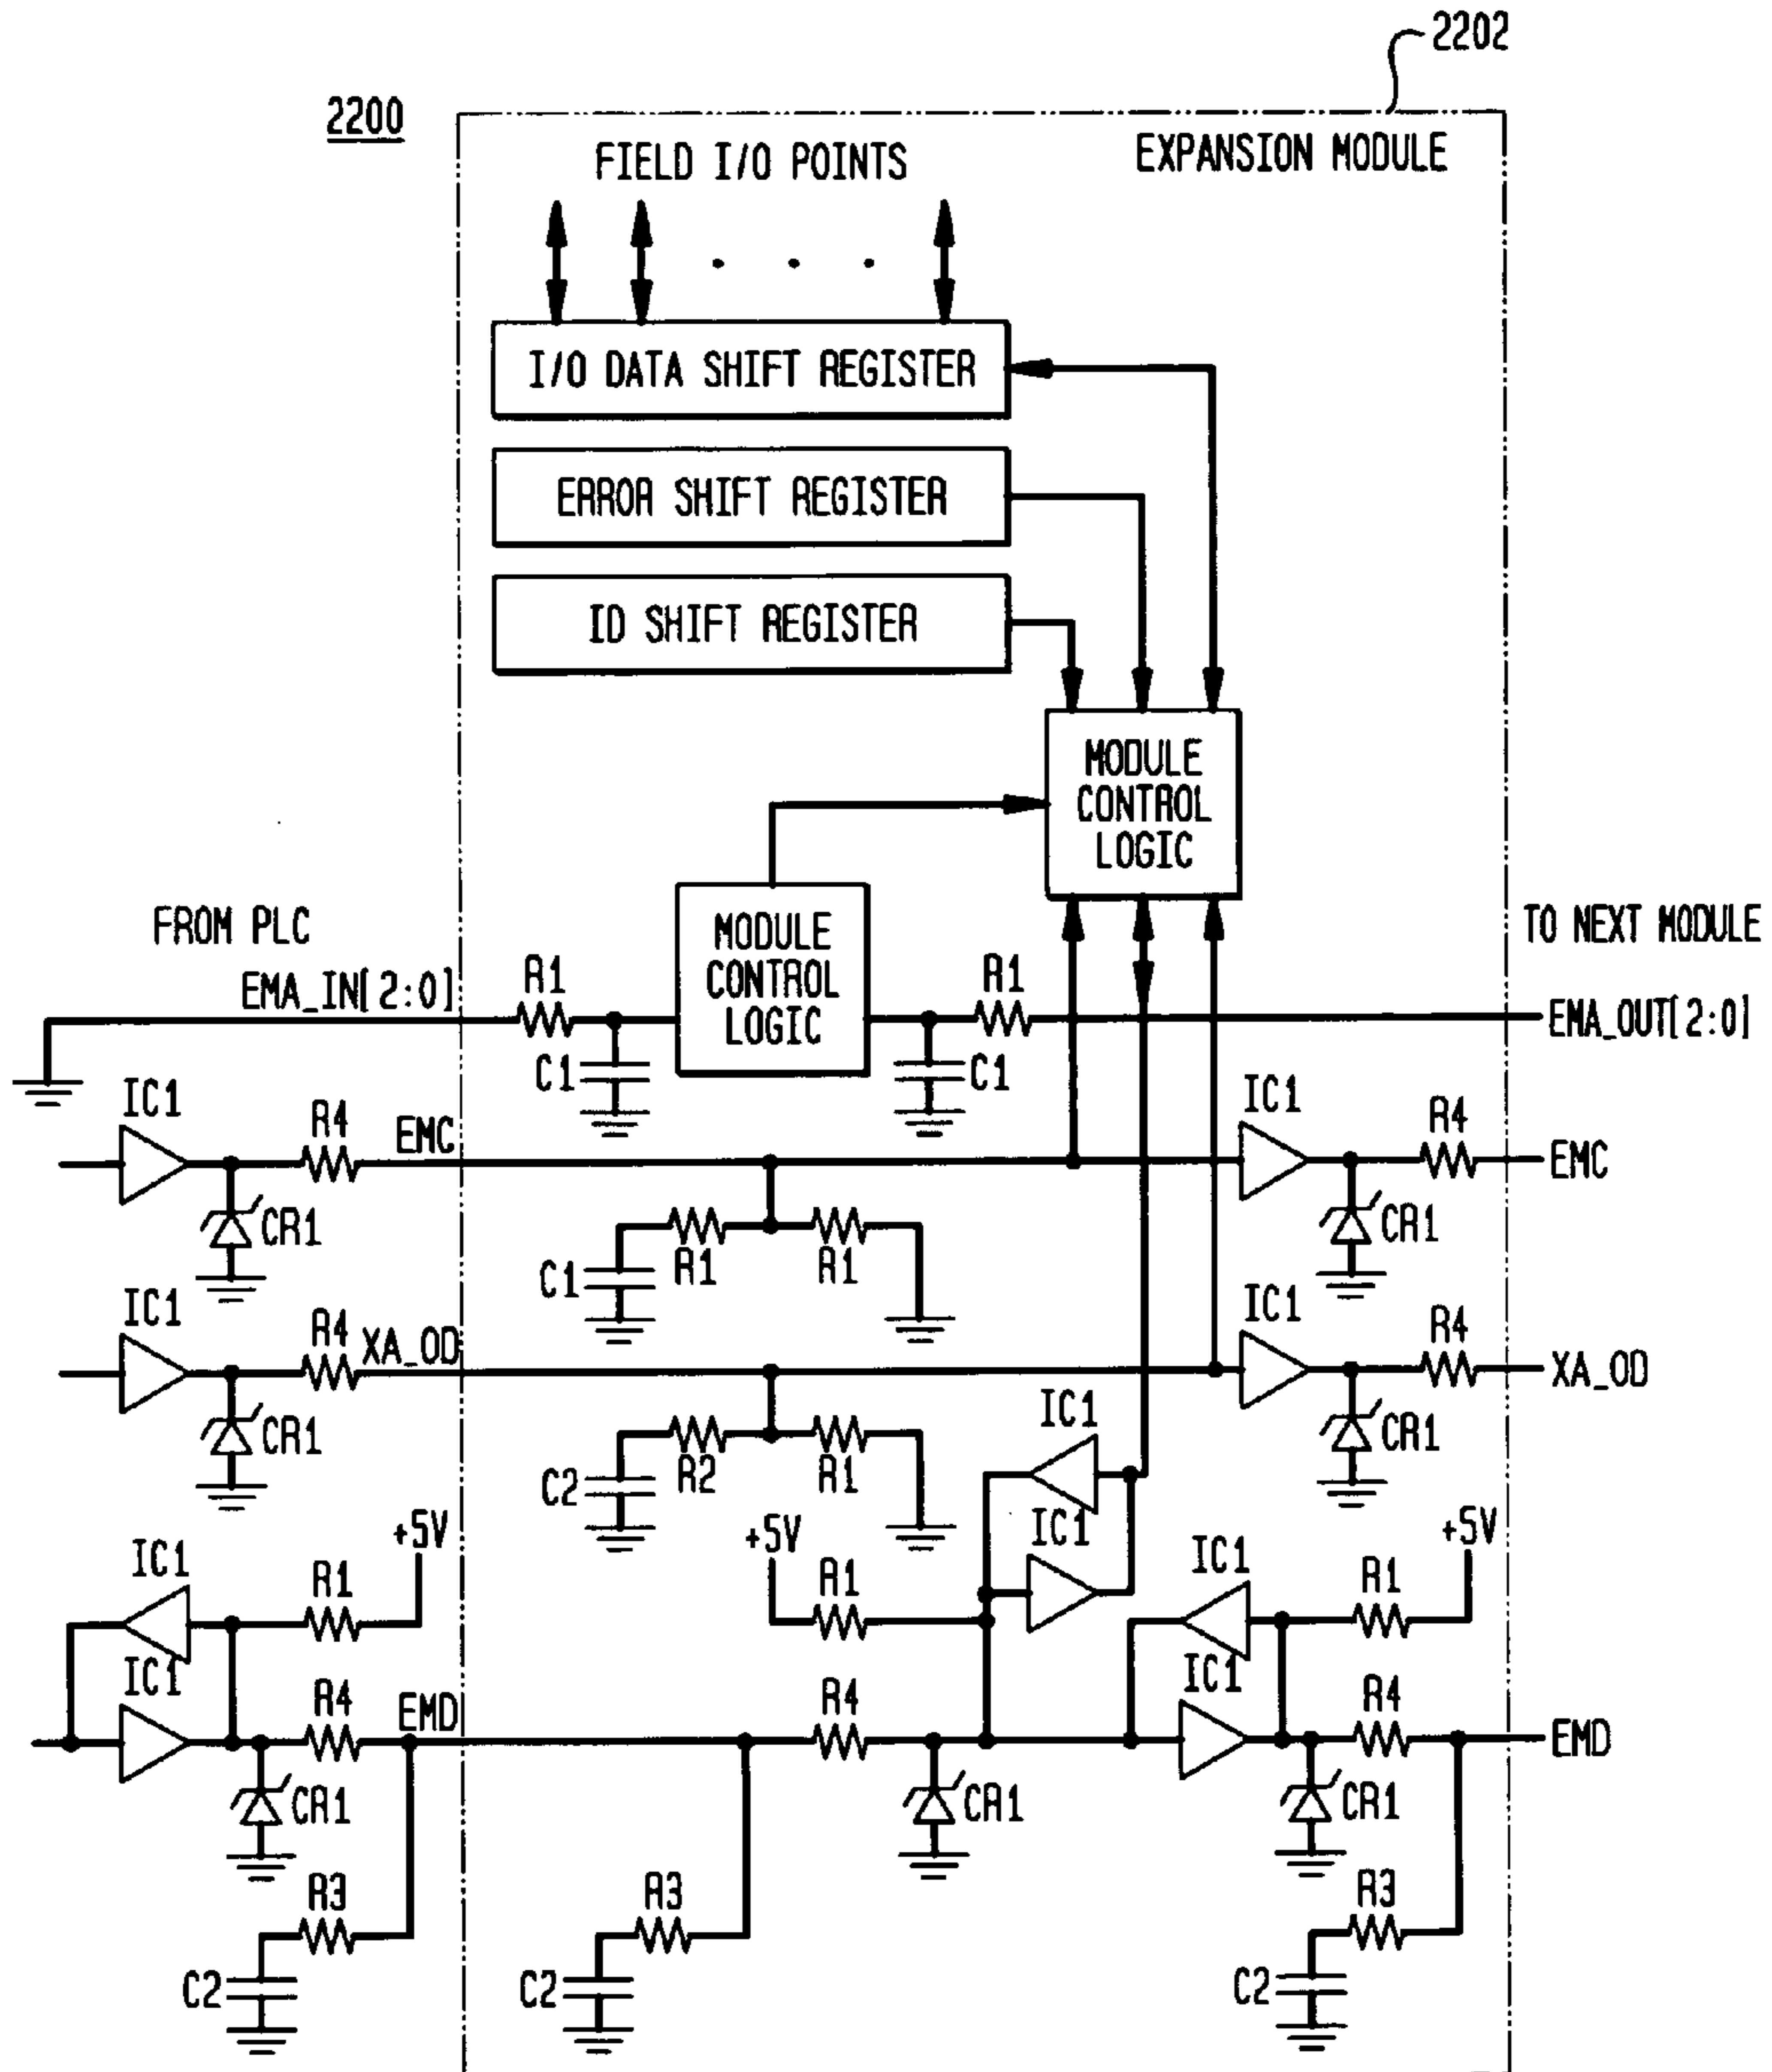 2202
2200
FIELD I/O POINTS
EXPANSION MODULE
I/O DATA SHIFT REGISTER
ERROR SHIFT REGISTER
ID SHIFT REGISTER
MODULE
CONTROL
LOGIC
FROM PLC
TO NEXT MODULE
MODULE
CONTROL
LOGIC
EMA_IN[2:0]
R1
R1
EMA_OUT[2:0]
C1
C1
IC1
R4
EMC
IC1
R4
EMC
CR1
R1
R1
C1
CR1
IC1
R4
XA_OD
IC1
R4
XA_OD
CR1
R2
R1
C2
IC1
CR1
+5V
+5V
IC1
+5V
IC1
R1
R1
IC1
R1
IC1
R4
EMD
R4
IC1
R4
EMD
CR1
CR1
CR1
R3
R3
R3
C2
C2
C2